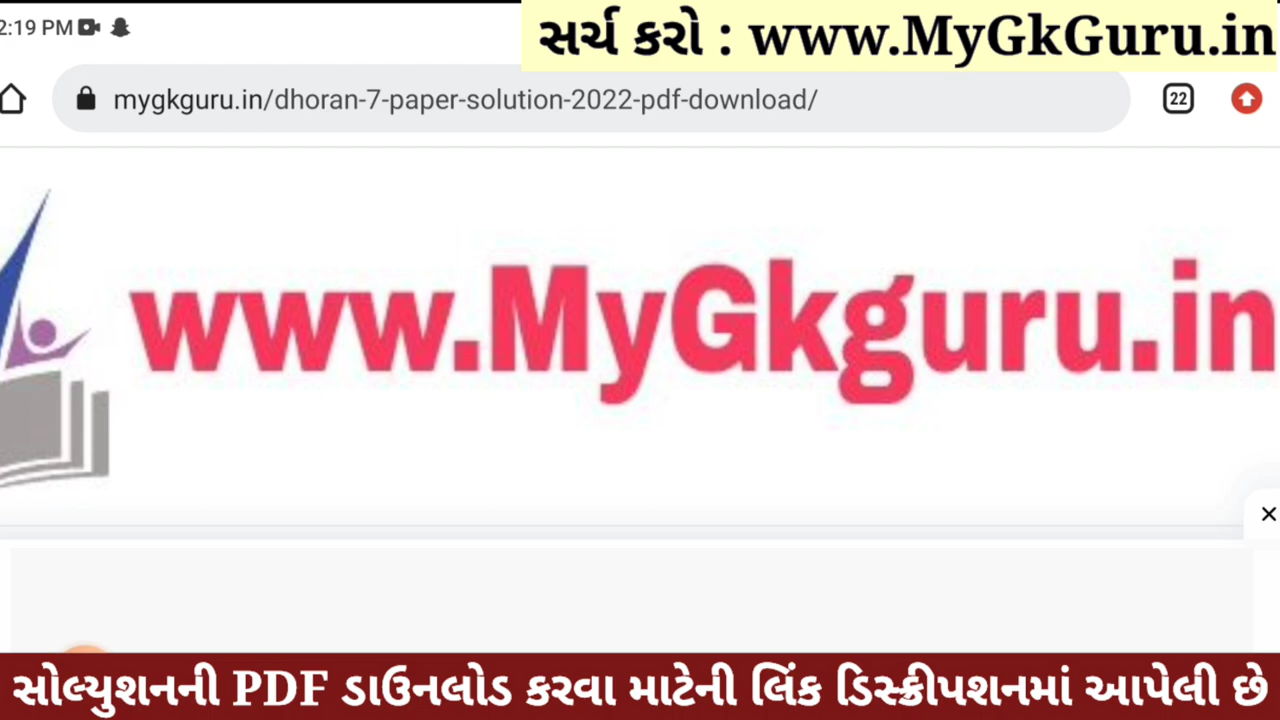 સર્ચ કરો : www.MyGkGuru.in
2:19 PM
mygkguru.in/dhoran-7-paper-solution-2022-pdf-download/
22
www.MyGkguru.in
સોલ્યુશનની PDF ડાઉનલોડ કરવા માટેની લિંક ડિસ્ક્રીપશનમાં આપેલી છે